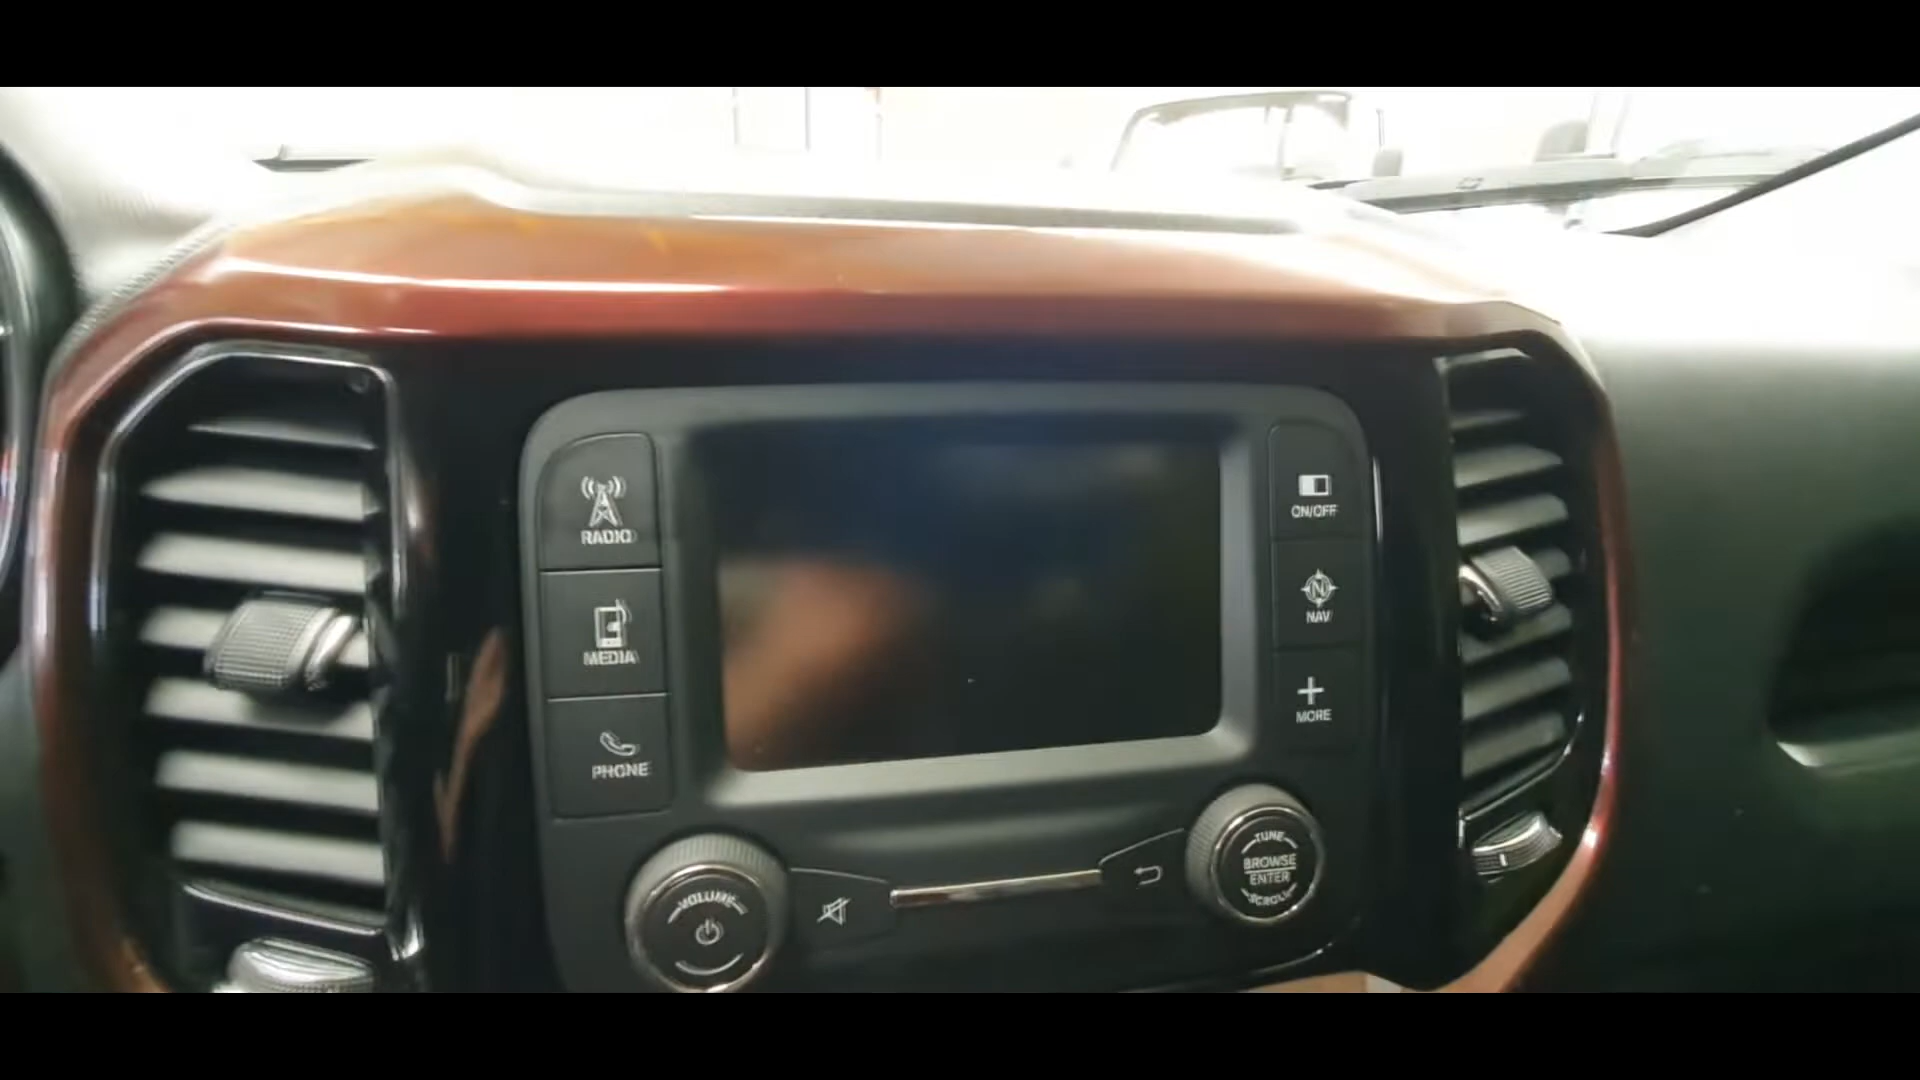 RADIO
MEDIA
PHONE
ON/OFF
N
NAV
MORE
VOLUME
TUNE
BROWSE
ENTER
SCROLL